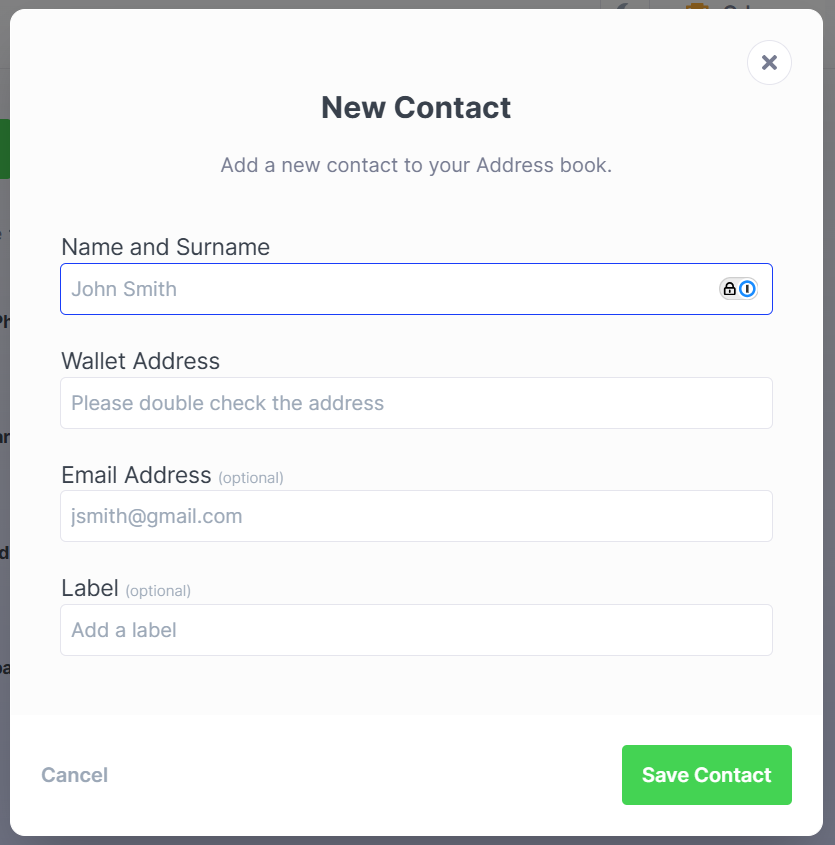 New Contact
Add a new contact to your Address book.
Name and Surname
John Smith
Wallet Address
Please double check the address
Email Address (optional)
jsmith@gmail.com
Label (optional)
Add a label
Cancel
Save Contact